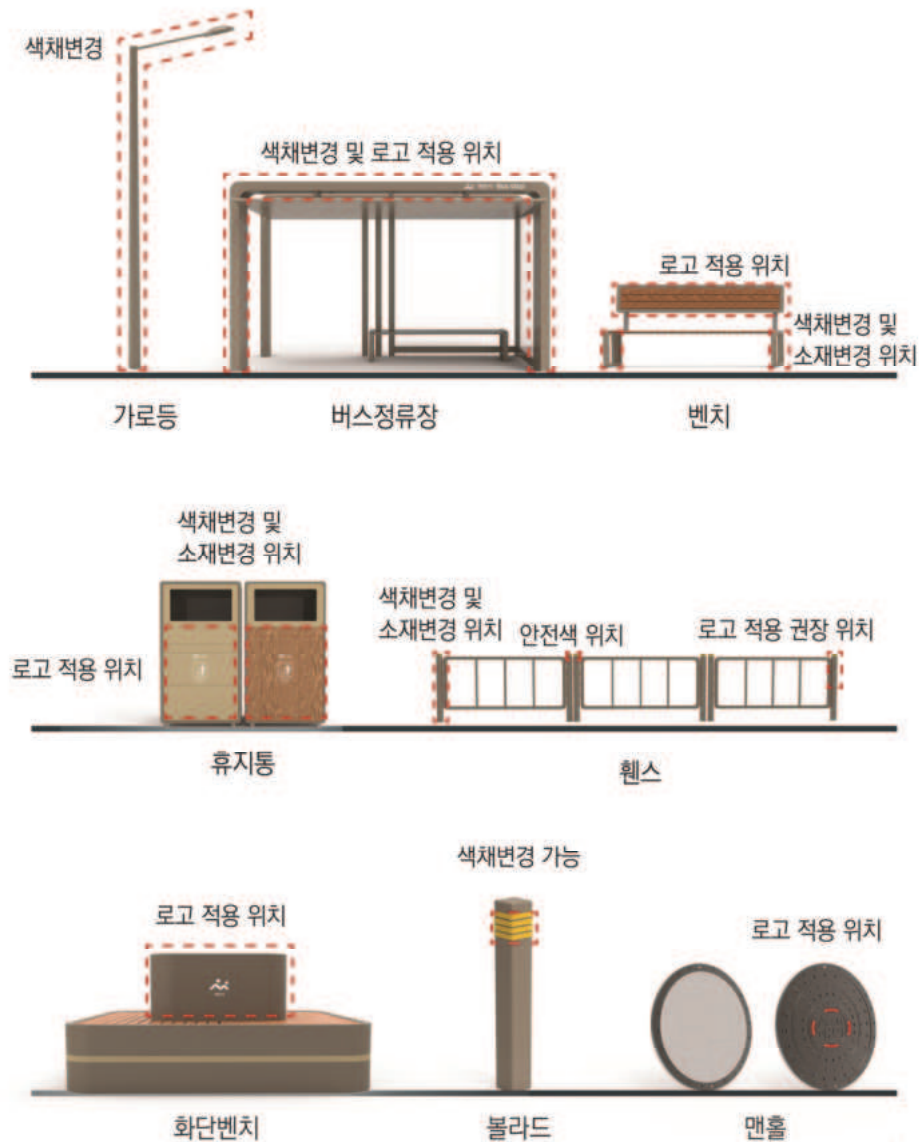 색채변경
색채변경 및 로고 적용 위치
로고 적용 위치
색채변경 및
소재변경 위치
가로등
버스정류장
벤치
색채변경 및
소재변경 위치
로고 적용 위치
색채변경 및
소재변경 위치
안전색 위치
로고 적용 권장 위치
휴지통
휀스
로고 적용 위치
색채변경 가능
로고 적용 위치
화단벤치
볼라드
맨홀